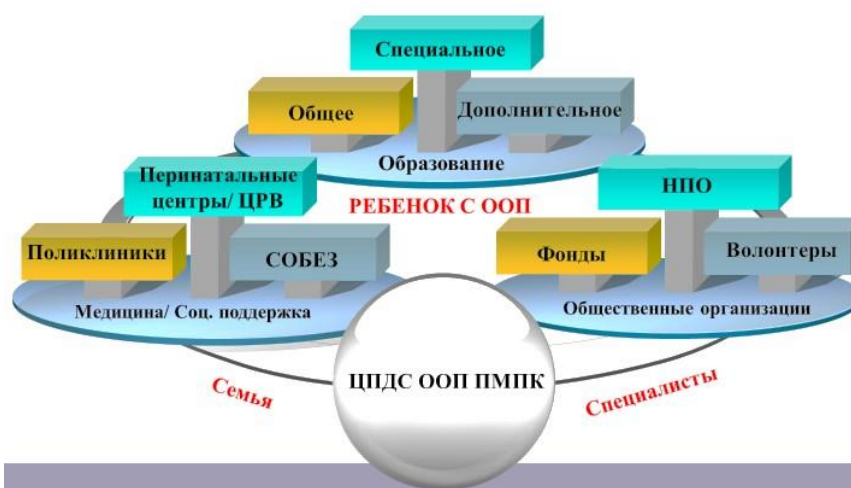 Специальное
Общее
Дополнительное
Образование
Перинатальные
центры/ ЦРВ
РЕБЕНОК С ООП
НПО
Поликлиники
СОБЕЗ
Фонды
Волонтеры
Медицина/ Соц. поддержка
Общественные организации
ЦПДС ООП ПМПК
Семья
Специалисты